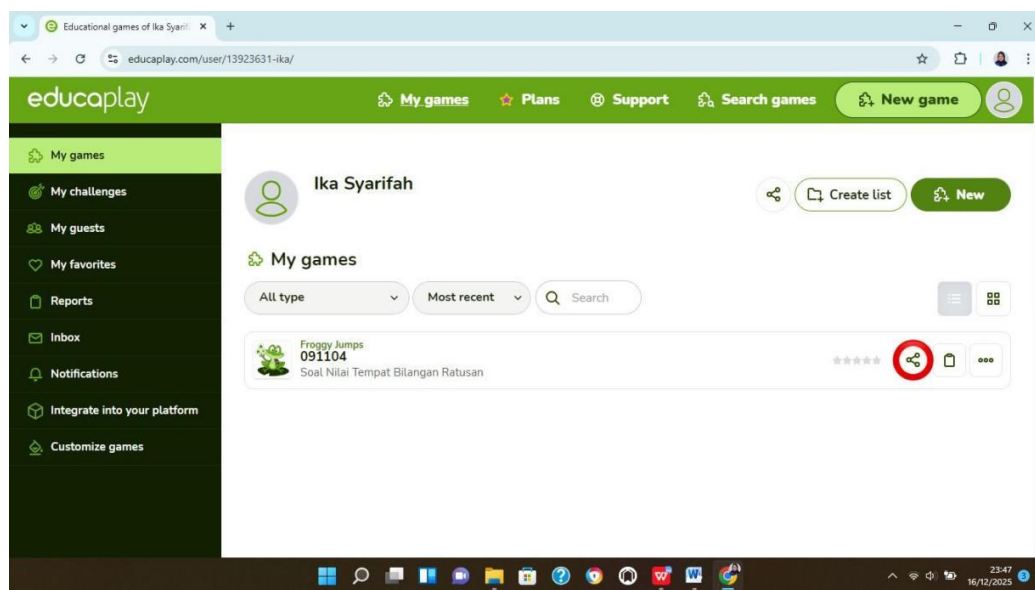 Educational games of Ika Syarif
educaplay.com/user/13923631-ika/
educaplay
My games
Plans
Support
Search games
New game
My games
My challenges
My guests
My favorites
Reports
Inbox
Notifications
Integrate into your platform
Customize games
Ika Syarifah
Create list
New
My games
All type
Most recent
Search
Froggy Jumps
091104
Soal Nilai Tempat Bilangan Ratusan
23:47
16/12/2025
3